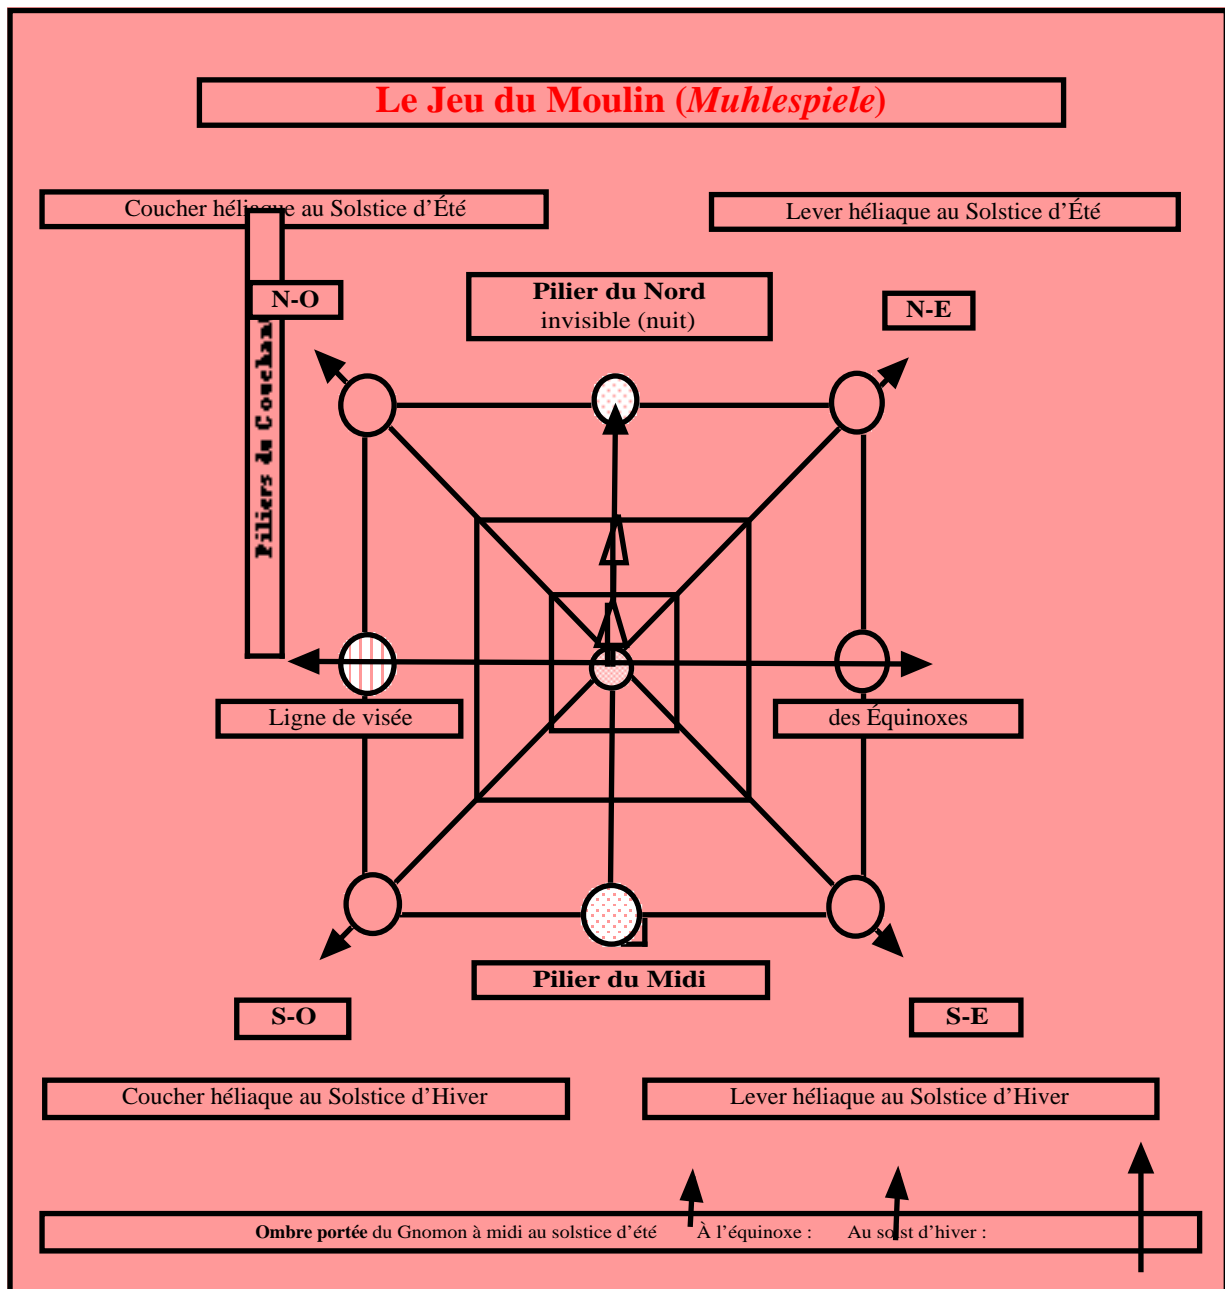 Le Jeu du Moulin (Muhlespiele)
Coucher héliaque au Solstice d'Été
Lever héliaque au Solstice d'Été
N-O
Pilier du Nord
invisible (nuit)
N-E
Piliers du Couchant
Ligne de visée
des Équinoxes
Pilier du Midi
S-O
S-E
Coucher héliaque au Solstice d'Hiver
Lever héliaque au Solstice d'Hiver
Ombre portée du Gnomon à midi au solstice d'été À l'équinoxe : Au solst d'hiver :